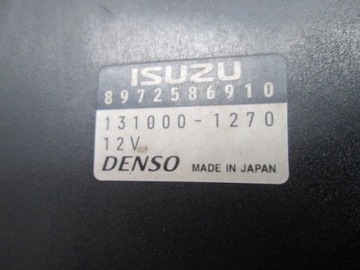 ISUZU
8972586910
131000-1270
12V
DENSO MADE IN JAPAN